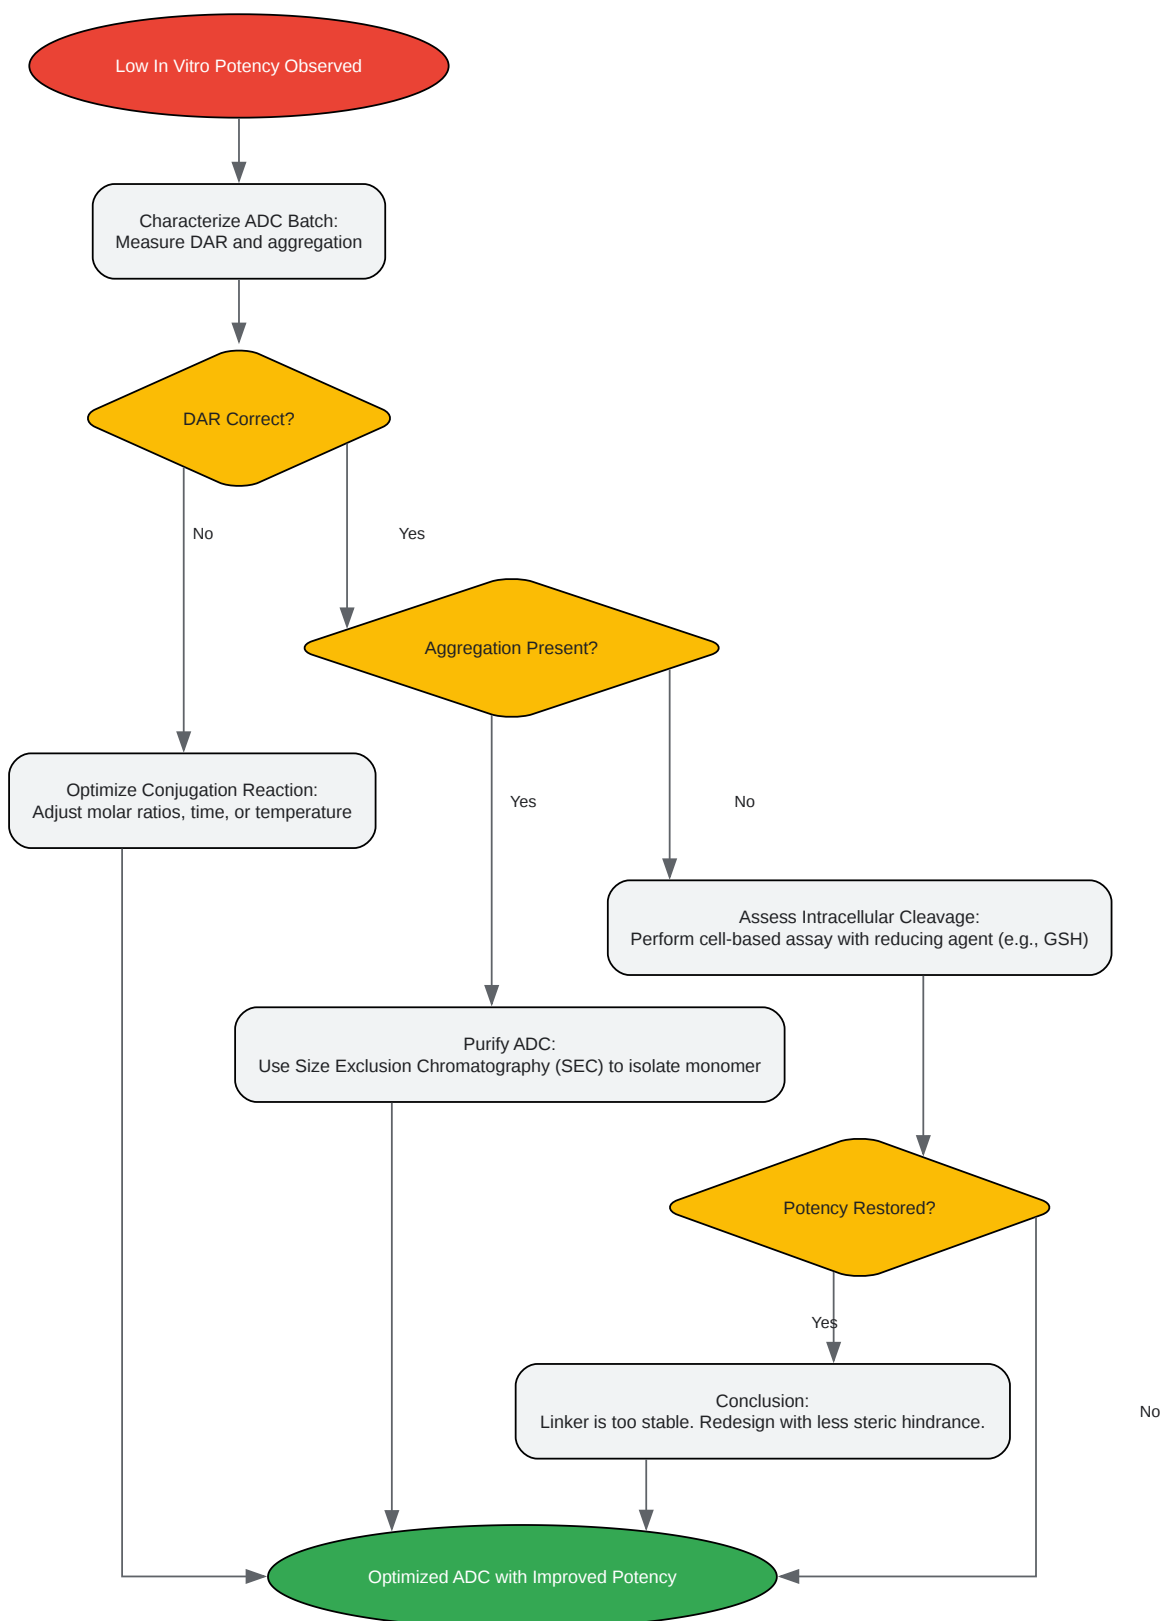 Low In Vitro Potency Observed
Characterize ADC Batch:
Measure DAR and aggregation
DAR Correct?
No
Yes
Aggregation Present?
Optimize Conjugation Reaction:
Adjust molar ratios, time, or temperature
Yes
No
Assess Intracellular Cleavage:
Perform cell-based assay with reducing agent (e.g., GSH)
Purify ADC:
Use Size Exclusion Chromatography (SEC) to isolate monomer
Potency Restored?
Yes
Conclusion:
Linker is too stable. Redesign with less steric hindrance.
No
Optimized ADC with Improved Potency